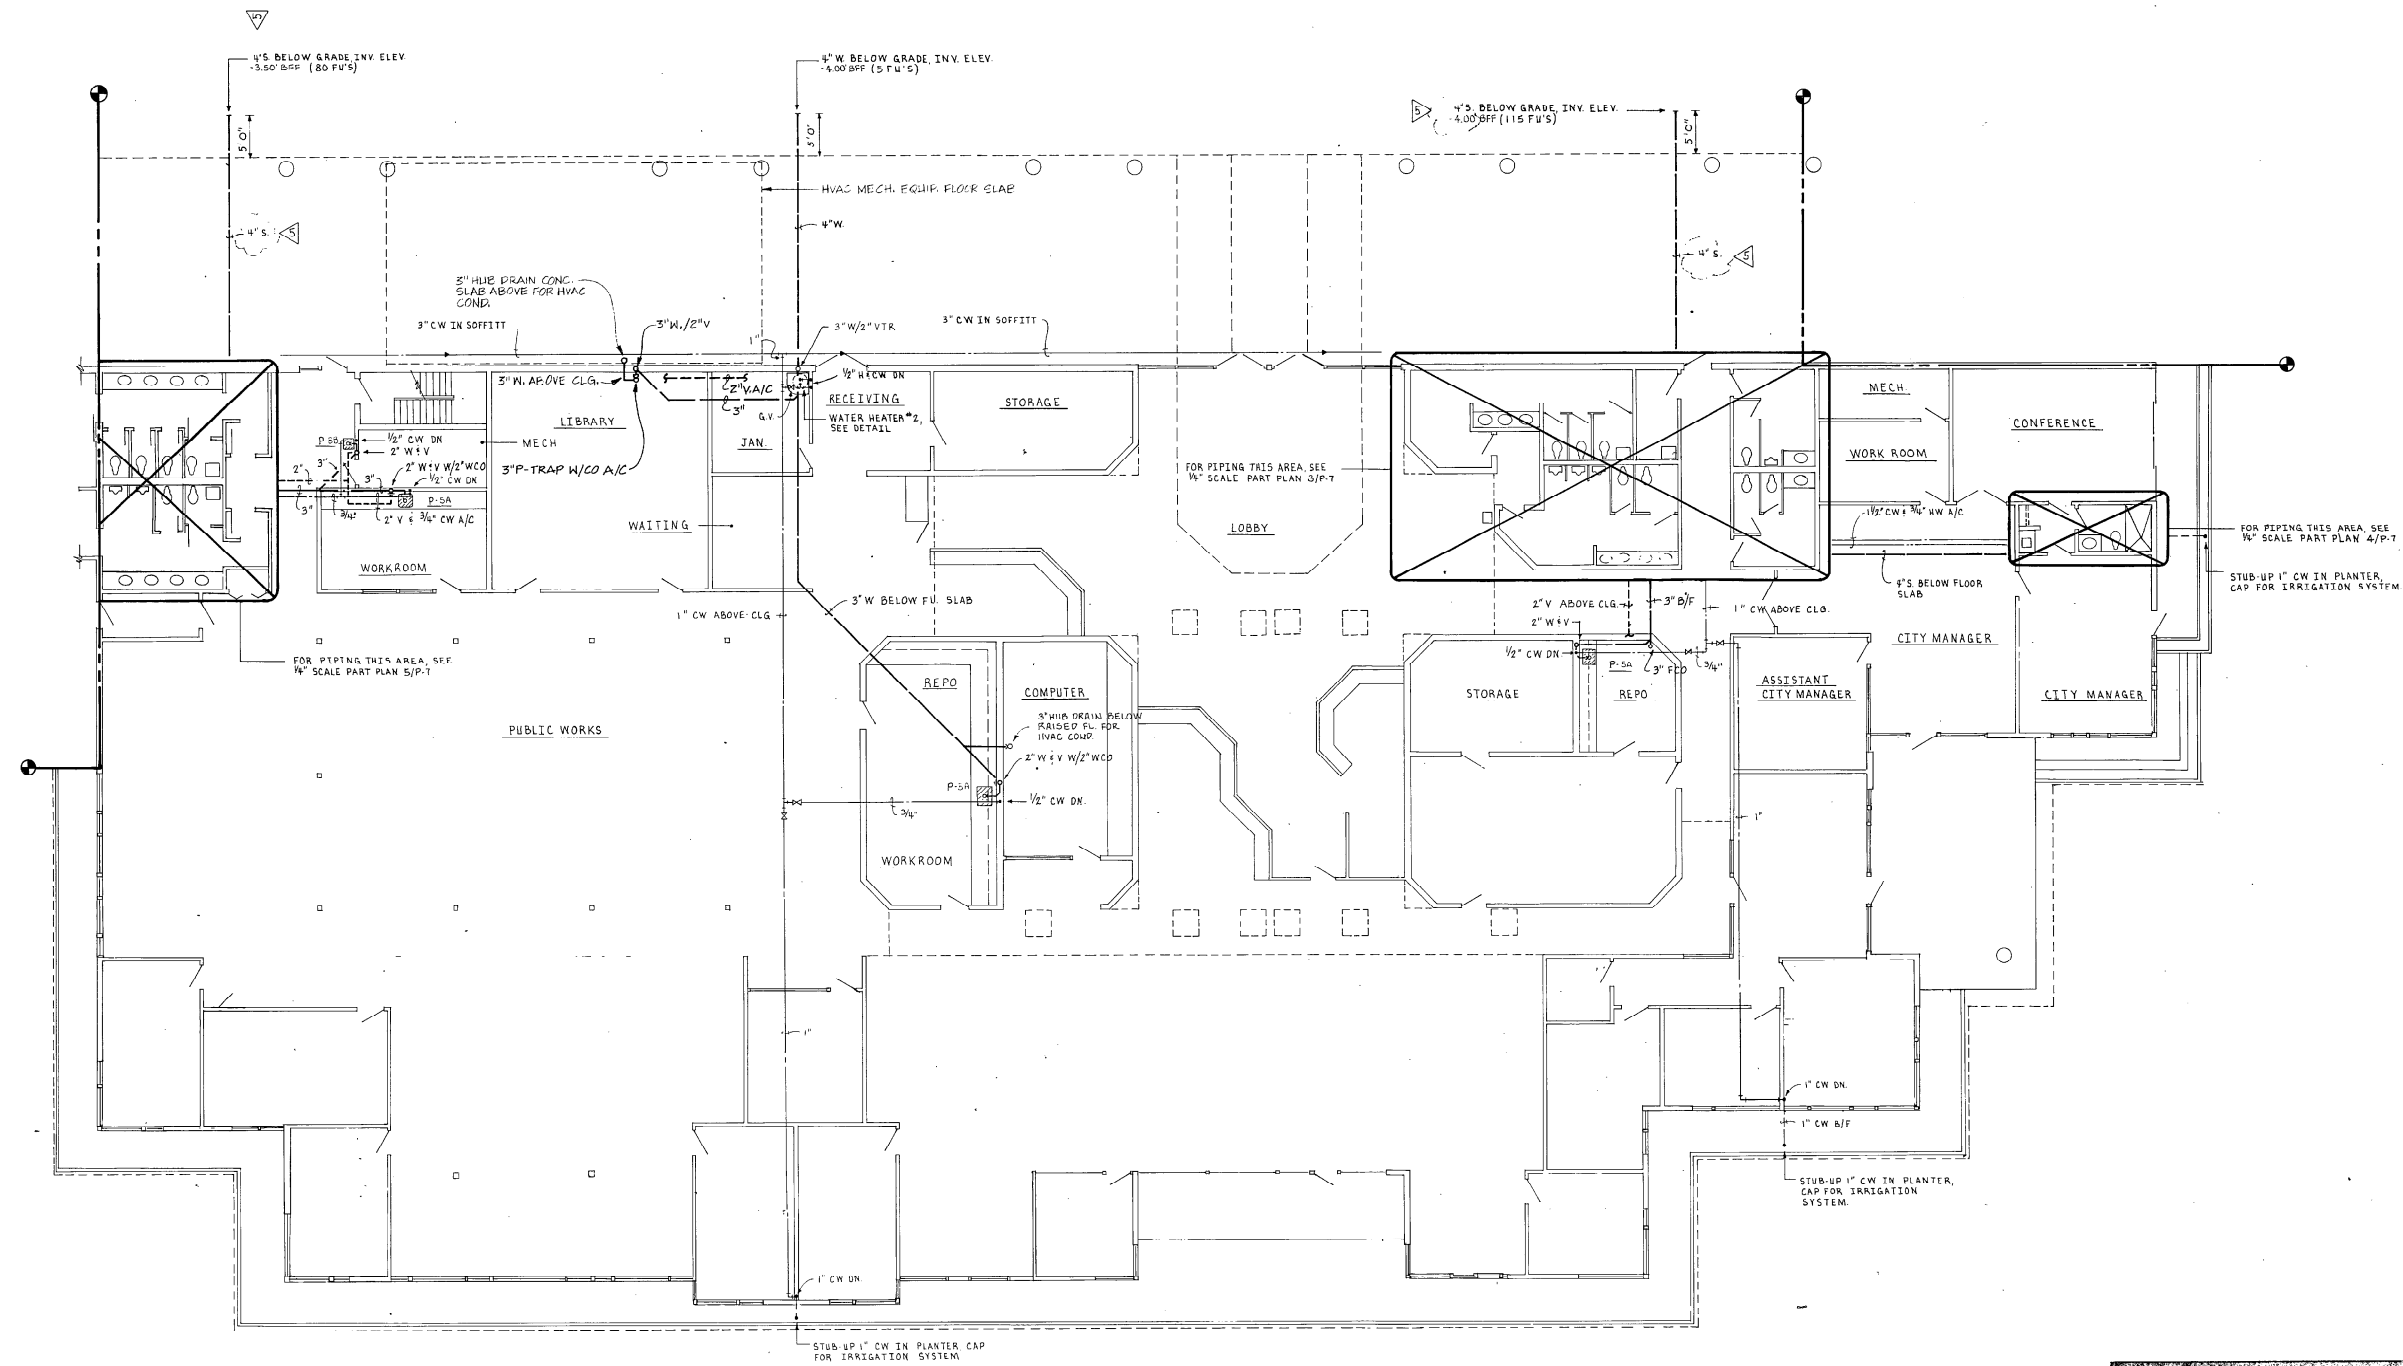 5
4"S. BELOW GRADE, INV. ELEV.
-3.50' BFF (80 FU'S)
4" W. BELOW GRADE, INV. ELEV.
-4.00' BFF (5 FU'S)
5
4"S. BELOW GRADE, INV. ELEV.
-4.00' BFF (115 FU'S)
5'0"
5'0"
5'0"
HVAC MECH. EQUIP. FLOOR SLAB
4"S.
5
4"W.
4"S.
5
3" HUB DRAIN CONC.
SLAB ABOVE FOR HVAC
COND.
3" CW IN SOFFITT
3"W./2"V
1"
3"W/2" VTR
3" CW IN SOFFITT
3" W. ABOVE CLG.
2"V. A/C
3"
G.V.
1/2" H&CW DN
RECEIVING
WATER HEATER #2,
SEE DETAIL
STORAGE
LIBRARY
JAN.
MECH
3"P-TRAP W/CO A/C
P-5B
1/2" CW DN
2" W & V
2" W & V W/2"WCO
1/2" CW DN
P-5A
2"
3"
3"
3"
3/4"
2" V & 3/4" CW A/C
WORKROOM
WAITING
FOR PIPING THIS AREA, SEE
1/4" SCALE PART PLAN 3/P-7
LOBBY
MECH.
CONFERENCE
WORK ROOM
1 1/2" CW & 3/4" HW A/C
FOR PIPING THIS AREA, SEE
1/4" SCALE PART PLAN 4/P-7
STUB-UP 1" CW IN PLANTER,
CAP FOR IRRIGATION SYSTEM.
4"S. BELOW FLOOR
SLAB
1" CW ABOVE CLG
3" W BELOW FL. SLAB
2" V ABOVE CLG.
3" B/F
1" CW ABOVE CLG.
2" W & V
1/2" CW DN.
P-5A
3" FCO
3/4"
FOR PIPING THIS AREA, SEE
1/4" SCALE PART PLAN 5/P-7
CITY MANAGER
REPO
COMPUTER
STORAGE
REPO
ASSISTANT
CITY MANAGER
CITY MANAGER
3" HUB DRAIN BELOW
RAISED FL. FOR
HVAC COND.
PUBLIC WORKS
2" W & V W/2"WCO
P-5A
1/2" CW DN.
3/4"
1"
WORKROOM
1"
1" CW DN.
1" CW B/F
STUB-UP 1" CW IN PLANTER,
CAP FOR IRRIGATION
SYSTEM.
1" CW DN.
STUB-UP 1" CW IN PLANTER, CAP
FOR IRRIGATION SYSTEM